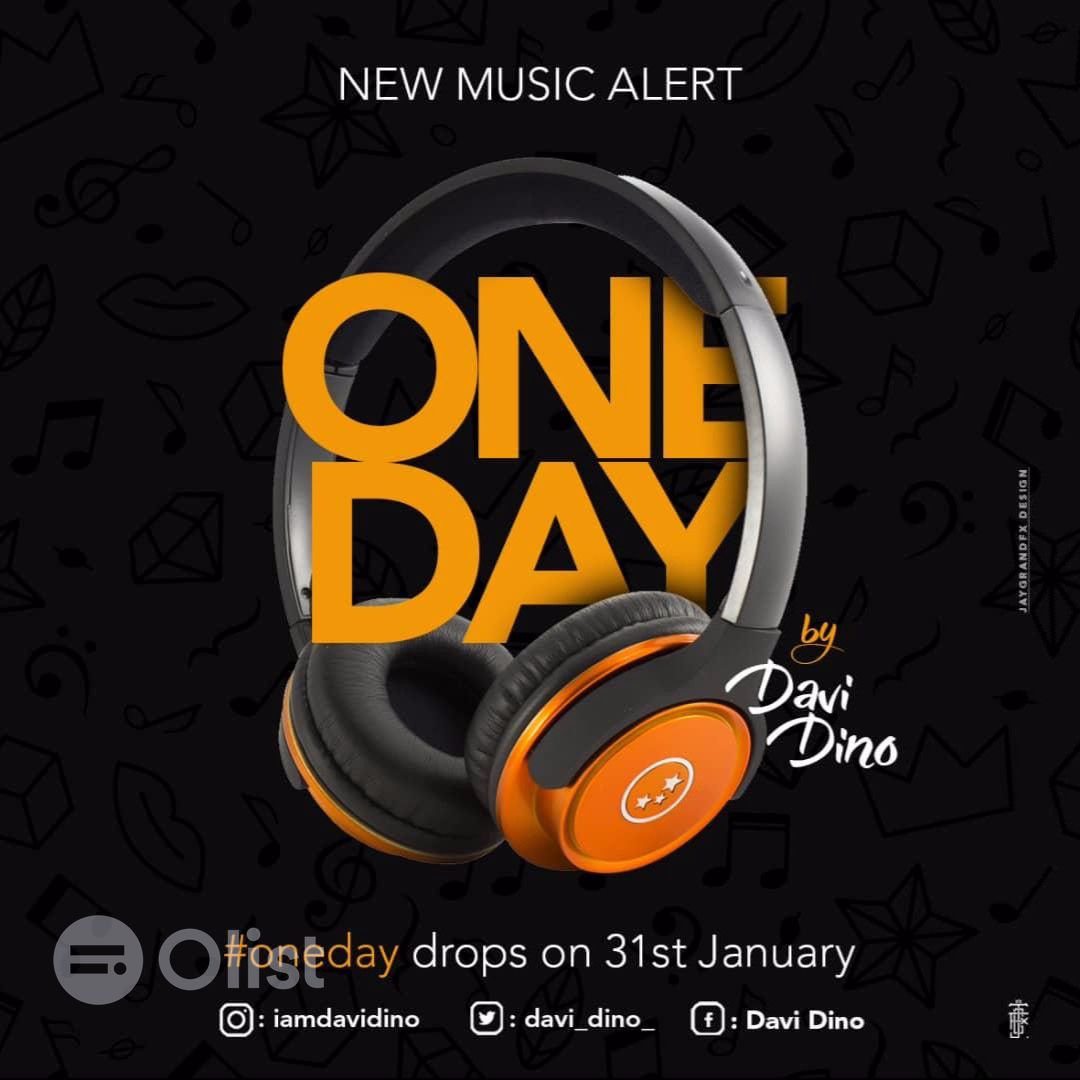 NEW MUSIC ALERT
ONE
DAY
by
Davi
Dino
JAYGRANDFX DESIGN
#oneday drops on 31st January
Olist
: iamdavidino
: davi_dino_
: Davi Dino